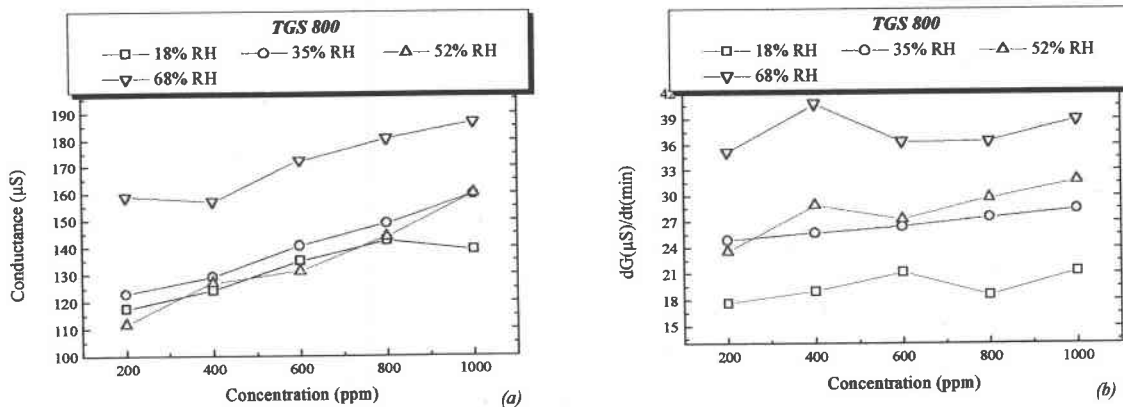 TGS 800
18% RH 35% RH 52% RH
68% RH
190
180
170
160
150
140
130
120
110
100
Conductance (µS)
200 400 600 800 1000
Concentration (ppm)
(a)
TGS 800
18% RH 35% RH 52% RH
68% RH
42
39
36
33
30
27
24
21
18
15
dG(µS)/dt(min)
200 400 600 800 1000
Concentration (ppm)
(b)